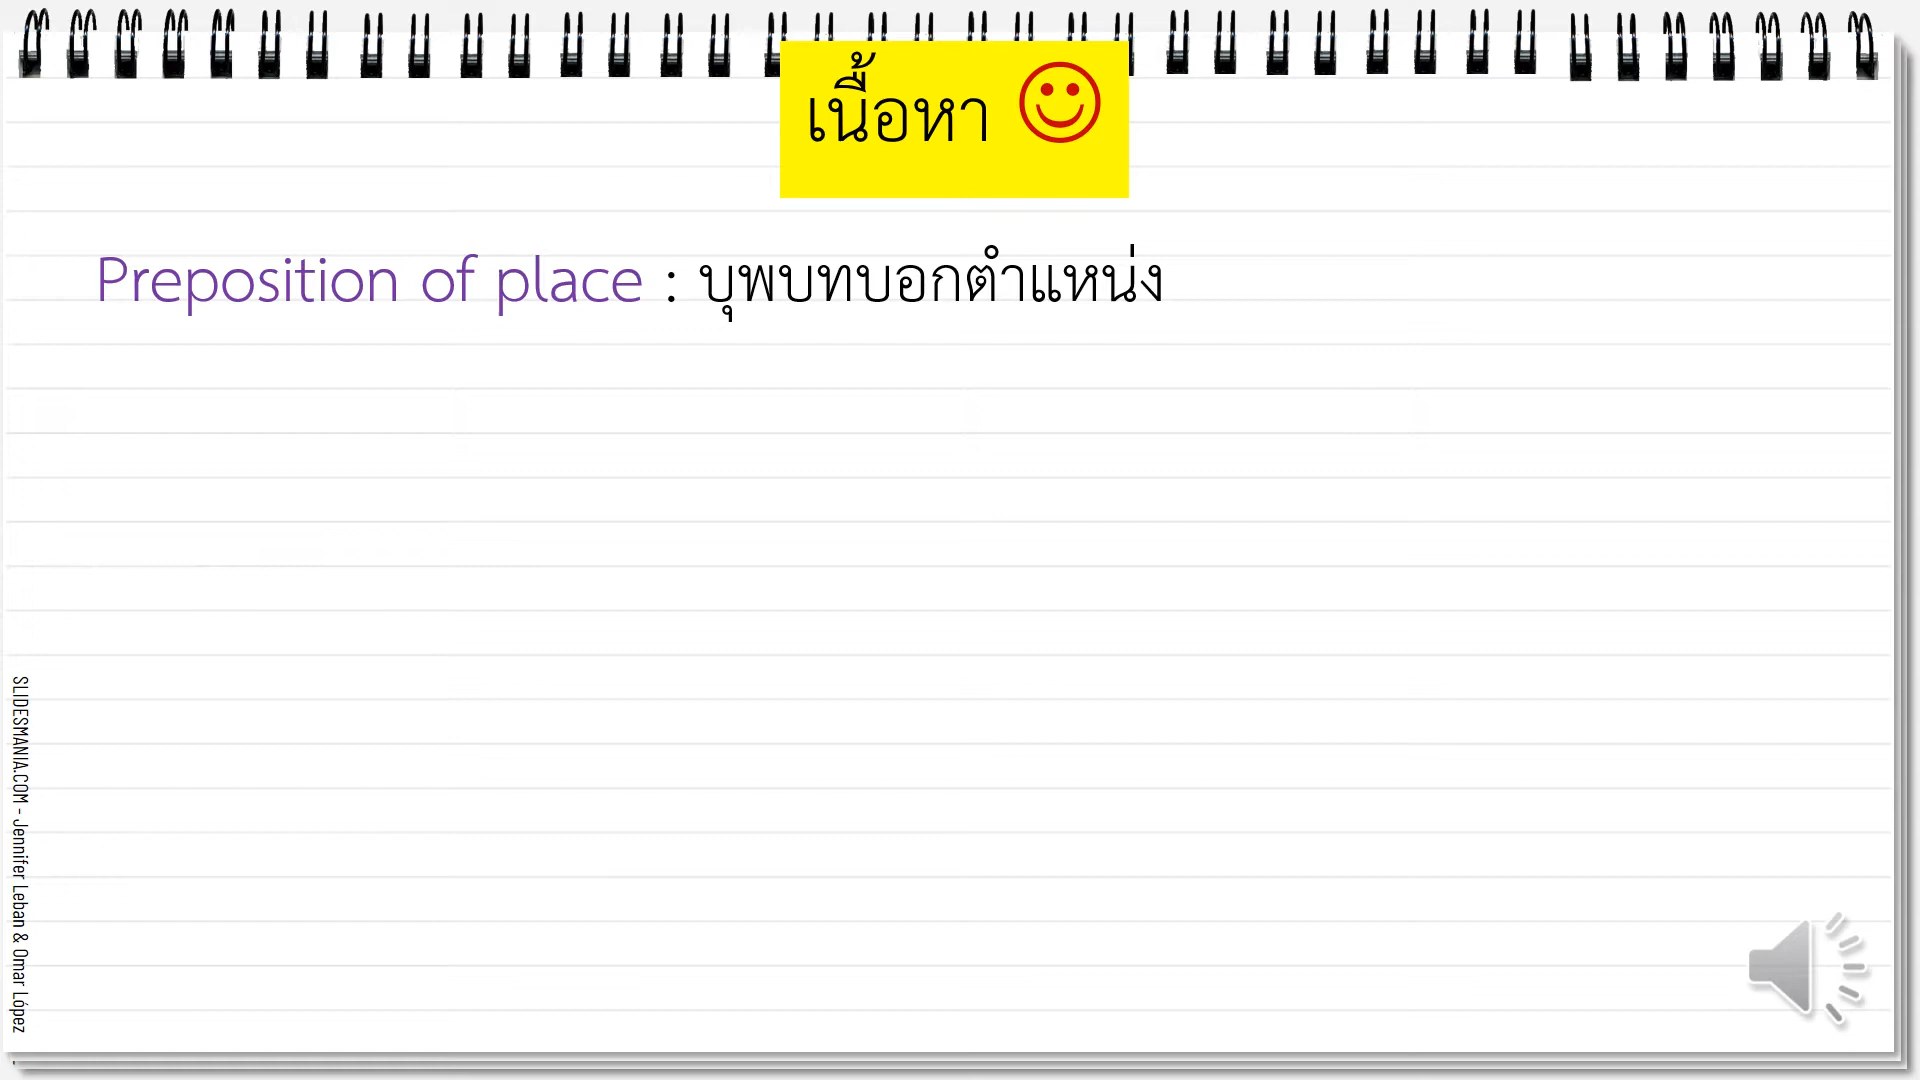 เนื้อหา
Preposition of place : บุพบทบอกตำแหน่ง
SLIDESMANIA.COM - Jennifer Leban & Omar López